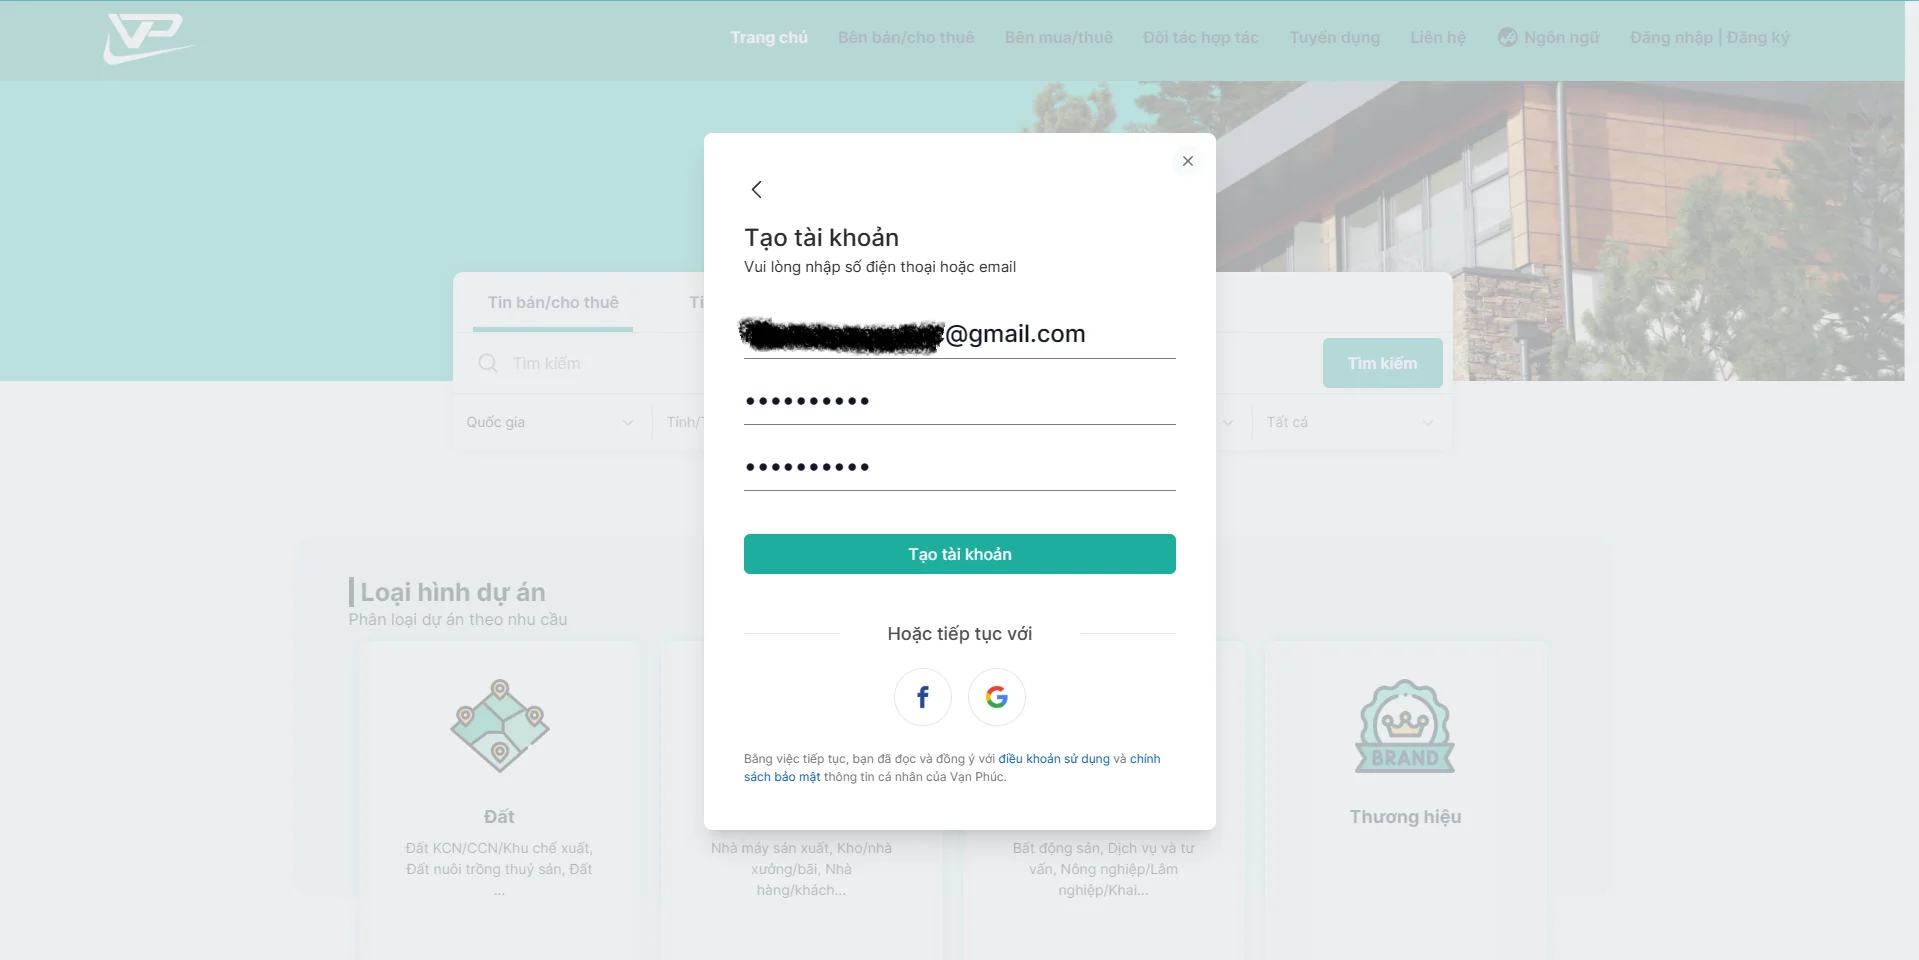 VP
Trang chủ
Bên bán/cho thuê
Bên mua/thuê
Đối tác hợp tác
Tuyển dụng
Liên hệ
Ngôn ngữ
Đăng nhập | Đăng ký
Tạo tài khoản
Vui lòng nhập số điện thoại hoặc email
@gmail.com
••••••••••
••••••••••
Tạo tài khoản
Hoặc tiếp tục với
Bằng việc tiếp tục, bạn đã đọc và đồng ý với điều khoản sử dụng và chính
sách bảo mật thông tin cá nhân của Vạn Phúc.
Tin bán/cho thuê
Tìm kiếm
Tìm kiếm
Quốc gia
Tất cả
Loại hình dự án
Phân loại dự án theo nhu cầu
Đất
Đất KCN/CCN/Khu chế xuất,
Đất nuôi trồng thuỷ sản, Đất
...
Nhà máy sản xuất, Kho/nhà
xưởng/bãi, Nhà
hàng/khách...
Bất động sản, Dịch vụ và tư
vấn, Nông nghiệp/Lâm
nghiệp/Khai...
BRAND
Thương hiệu